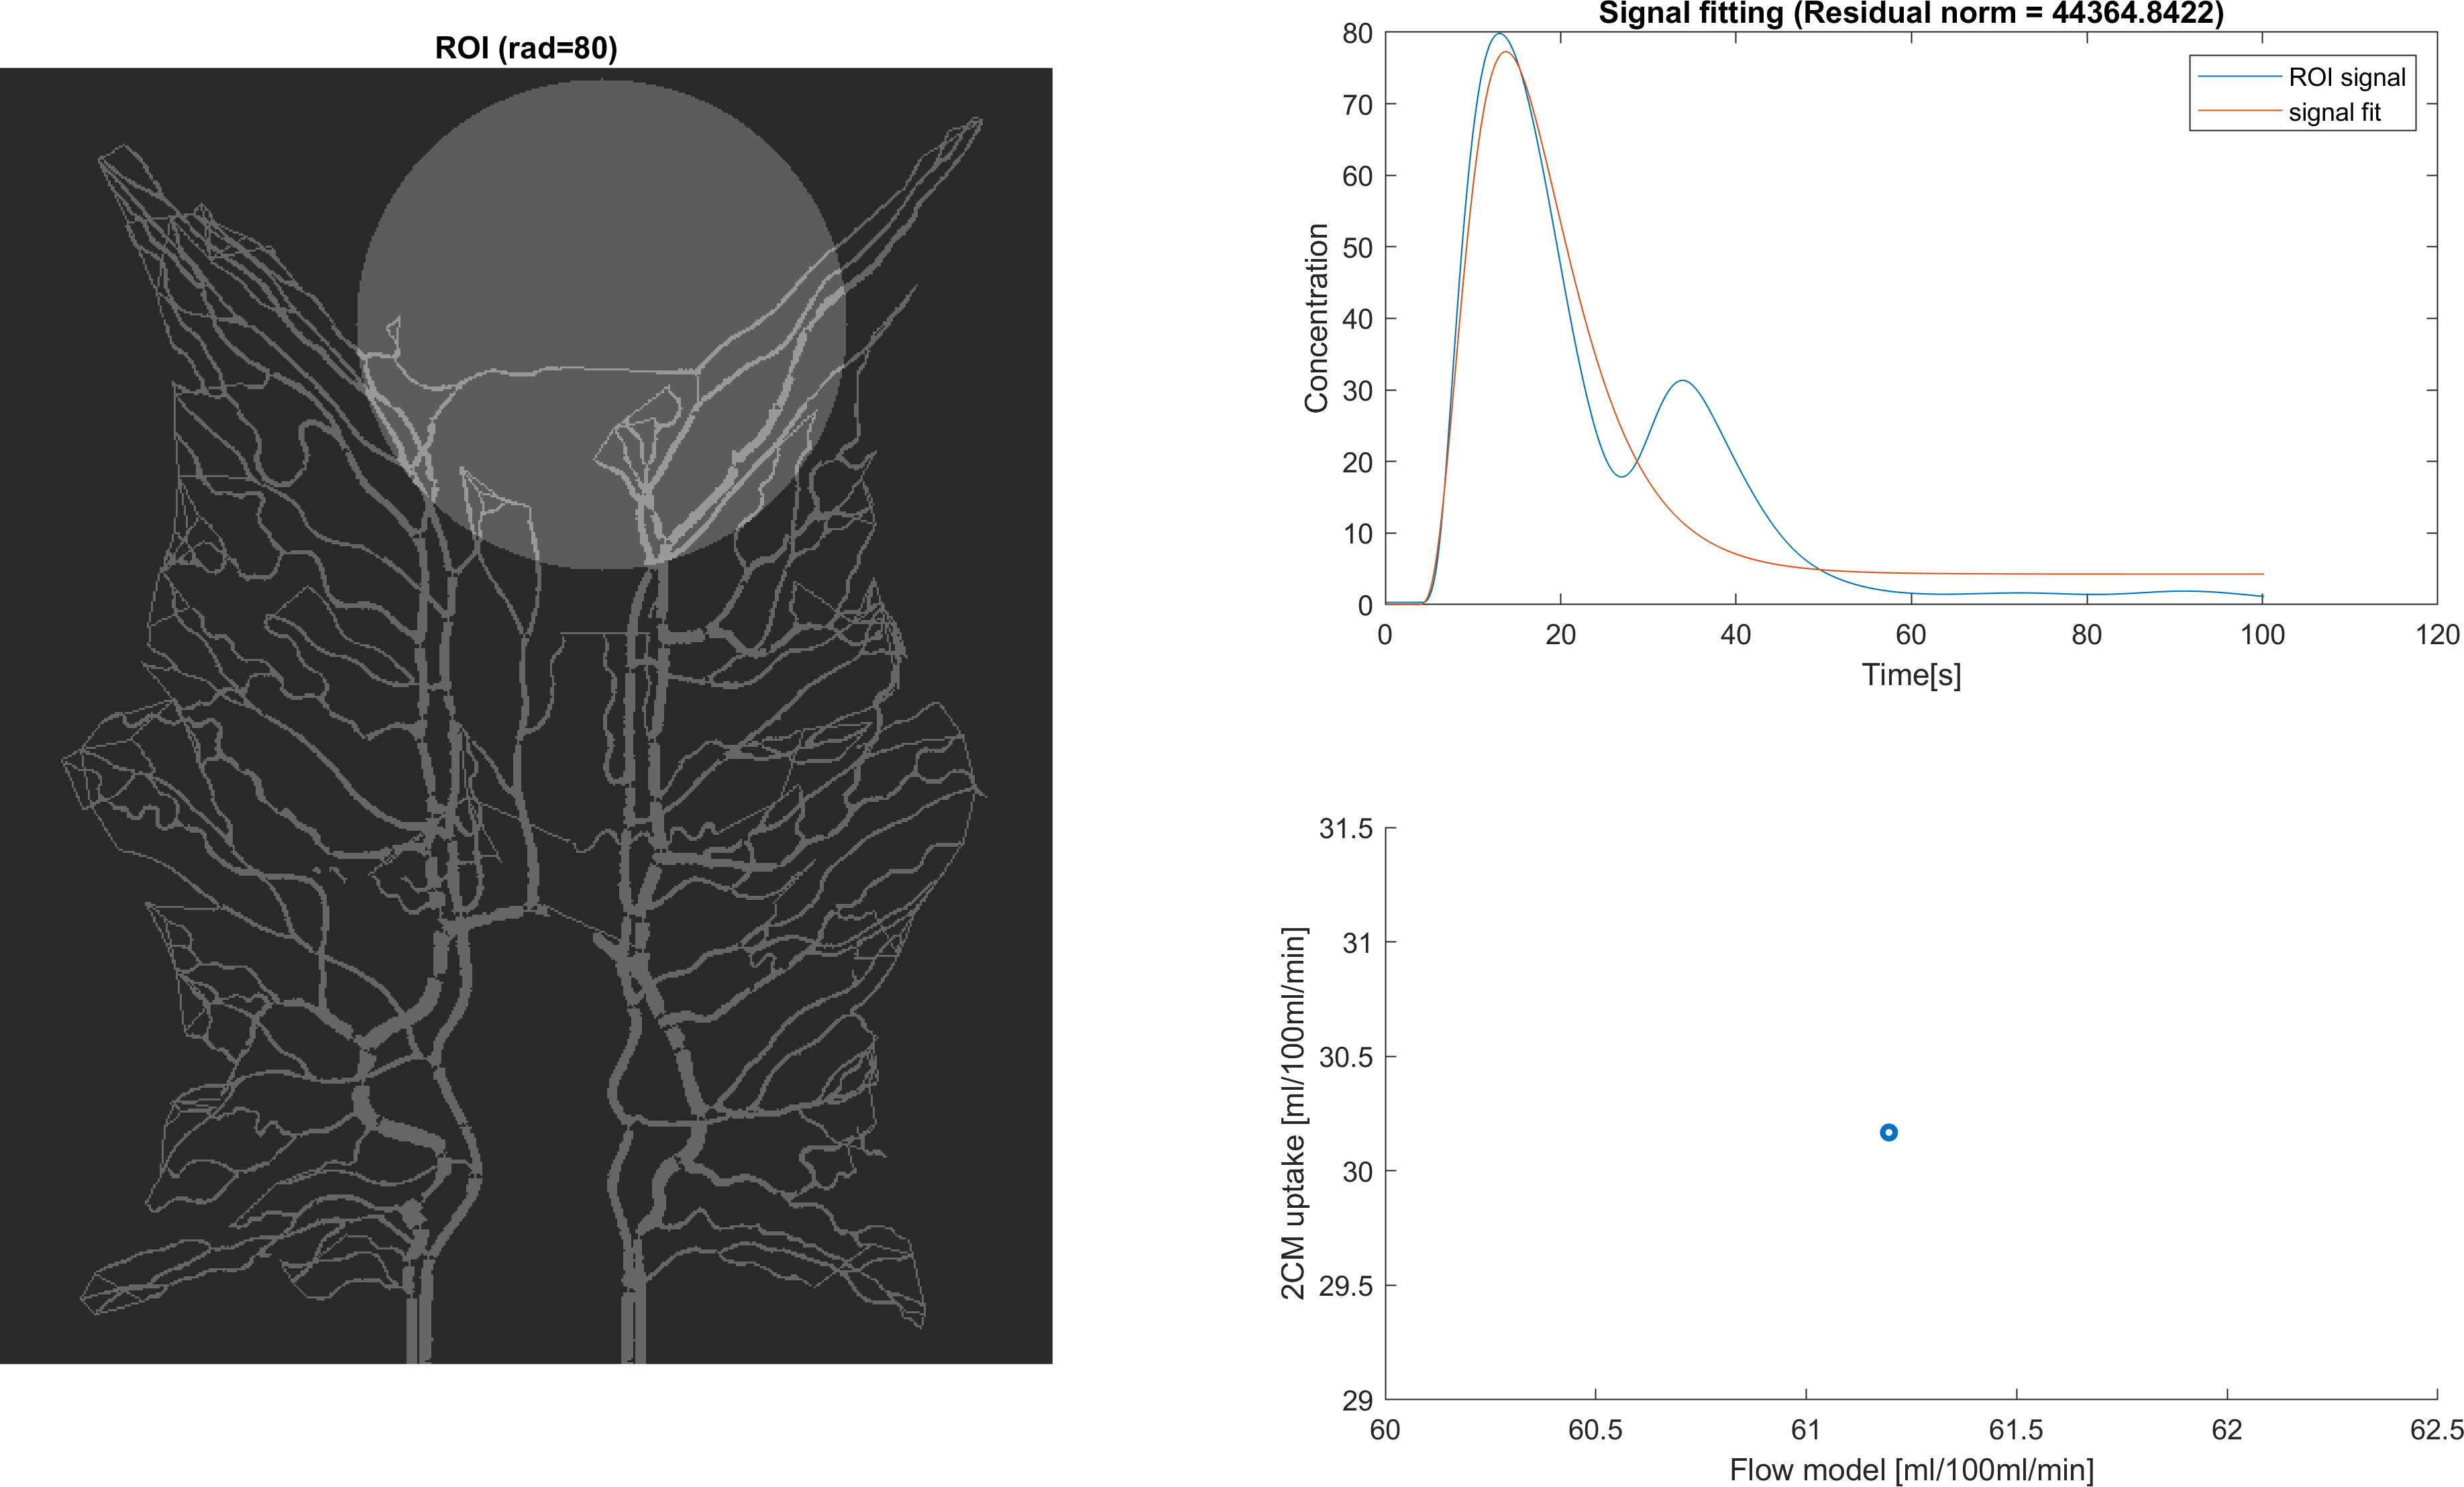 ROI (rad=80)
Signal fitting (Residual norm = 44364.8422)
80
70
60
50
40
30
20
10
0
Concentration
ROI signal
signal fit
0 20 40 60 80 100 120
Time[s]
31.5
31
30.5
30
29.5
29
2CM uptake [ml/100ml/min]
60 60.5 61 61.5 62 62.5
Flow model [ml/100ml/min]